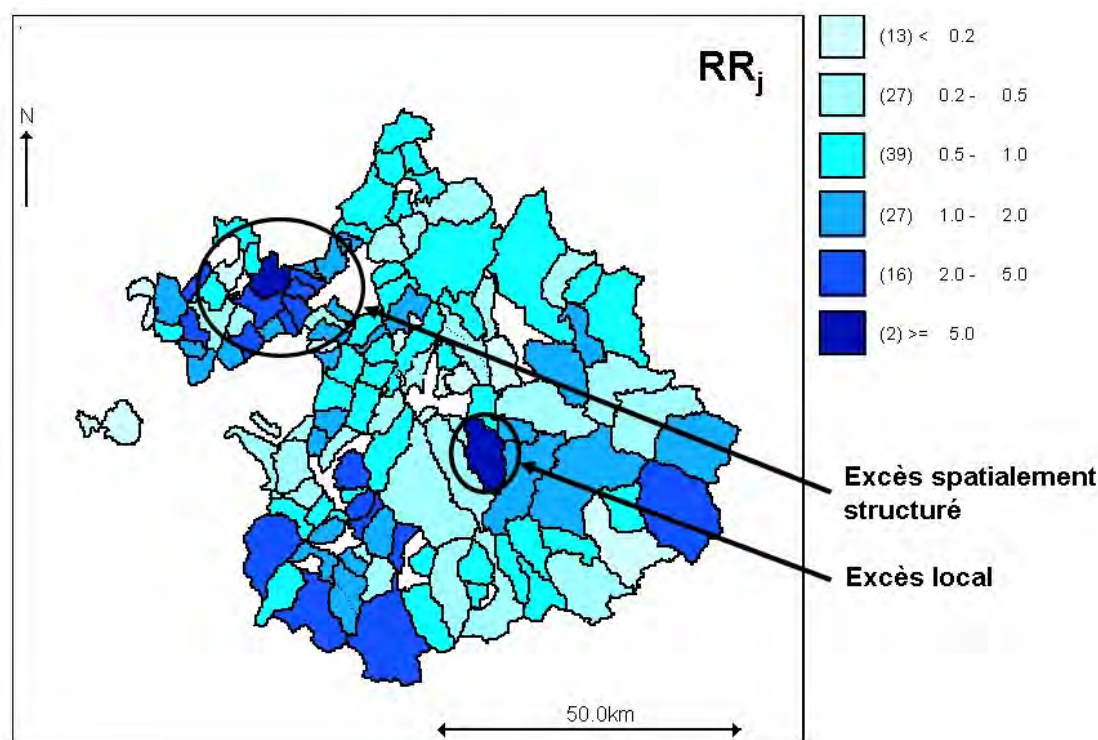 RRj
N
(13) < 0.2
(27) 0.2 - 0.5
(39) 0.5 - 1.0
(27) 1.0 - 2.0
(16) 2.0 - 5.0
(2) >= 5.0
Excès spatialement
structuré
Excès local
50.0km